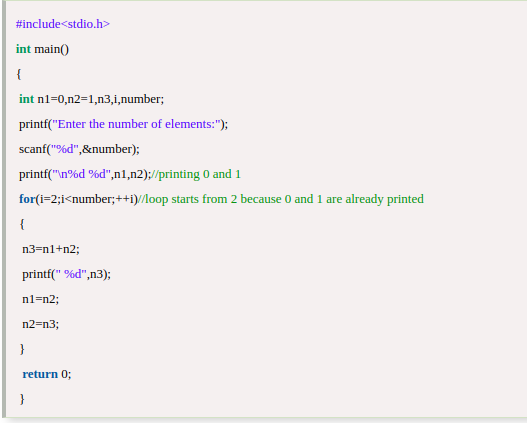 #include<stdio.h>
int main()
{
int n1=0,n2=1,n3,i,number;
printf("Enter the number of elements:");
scanf("%d",&number);
printf("\n%d %d",n1,n2);//printing 0 and 1
for(i=2;i<number;++i)//loop starts from 2 because 0 and 1 are already printed
{
n3=n1+n2;
printf(" %d",n3);
n1=n2;
n2=n3;
}
return 0;
}